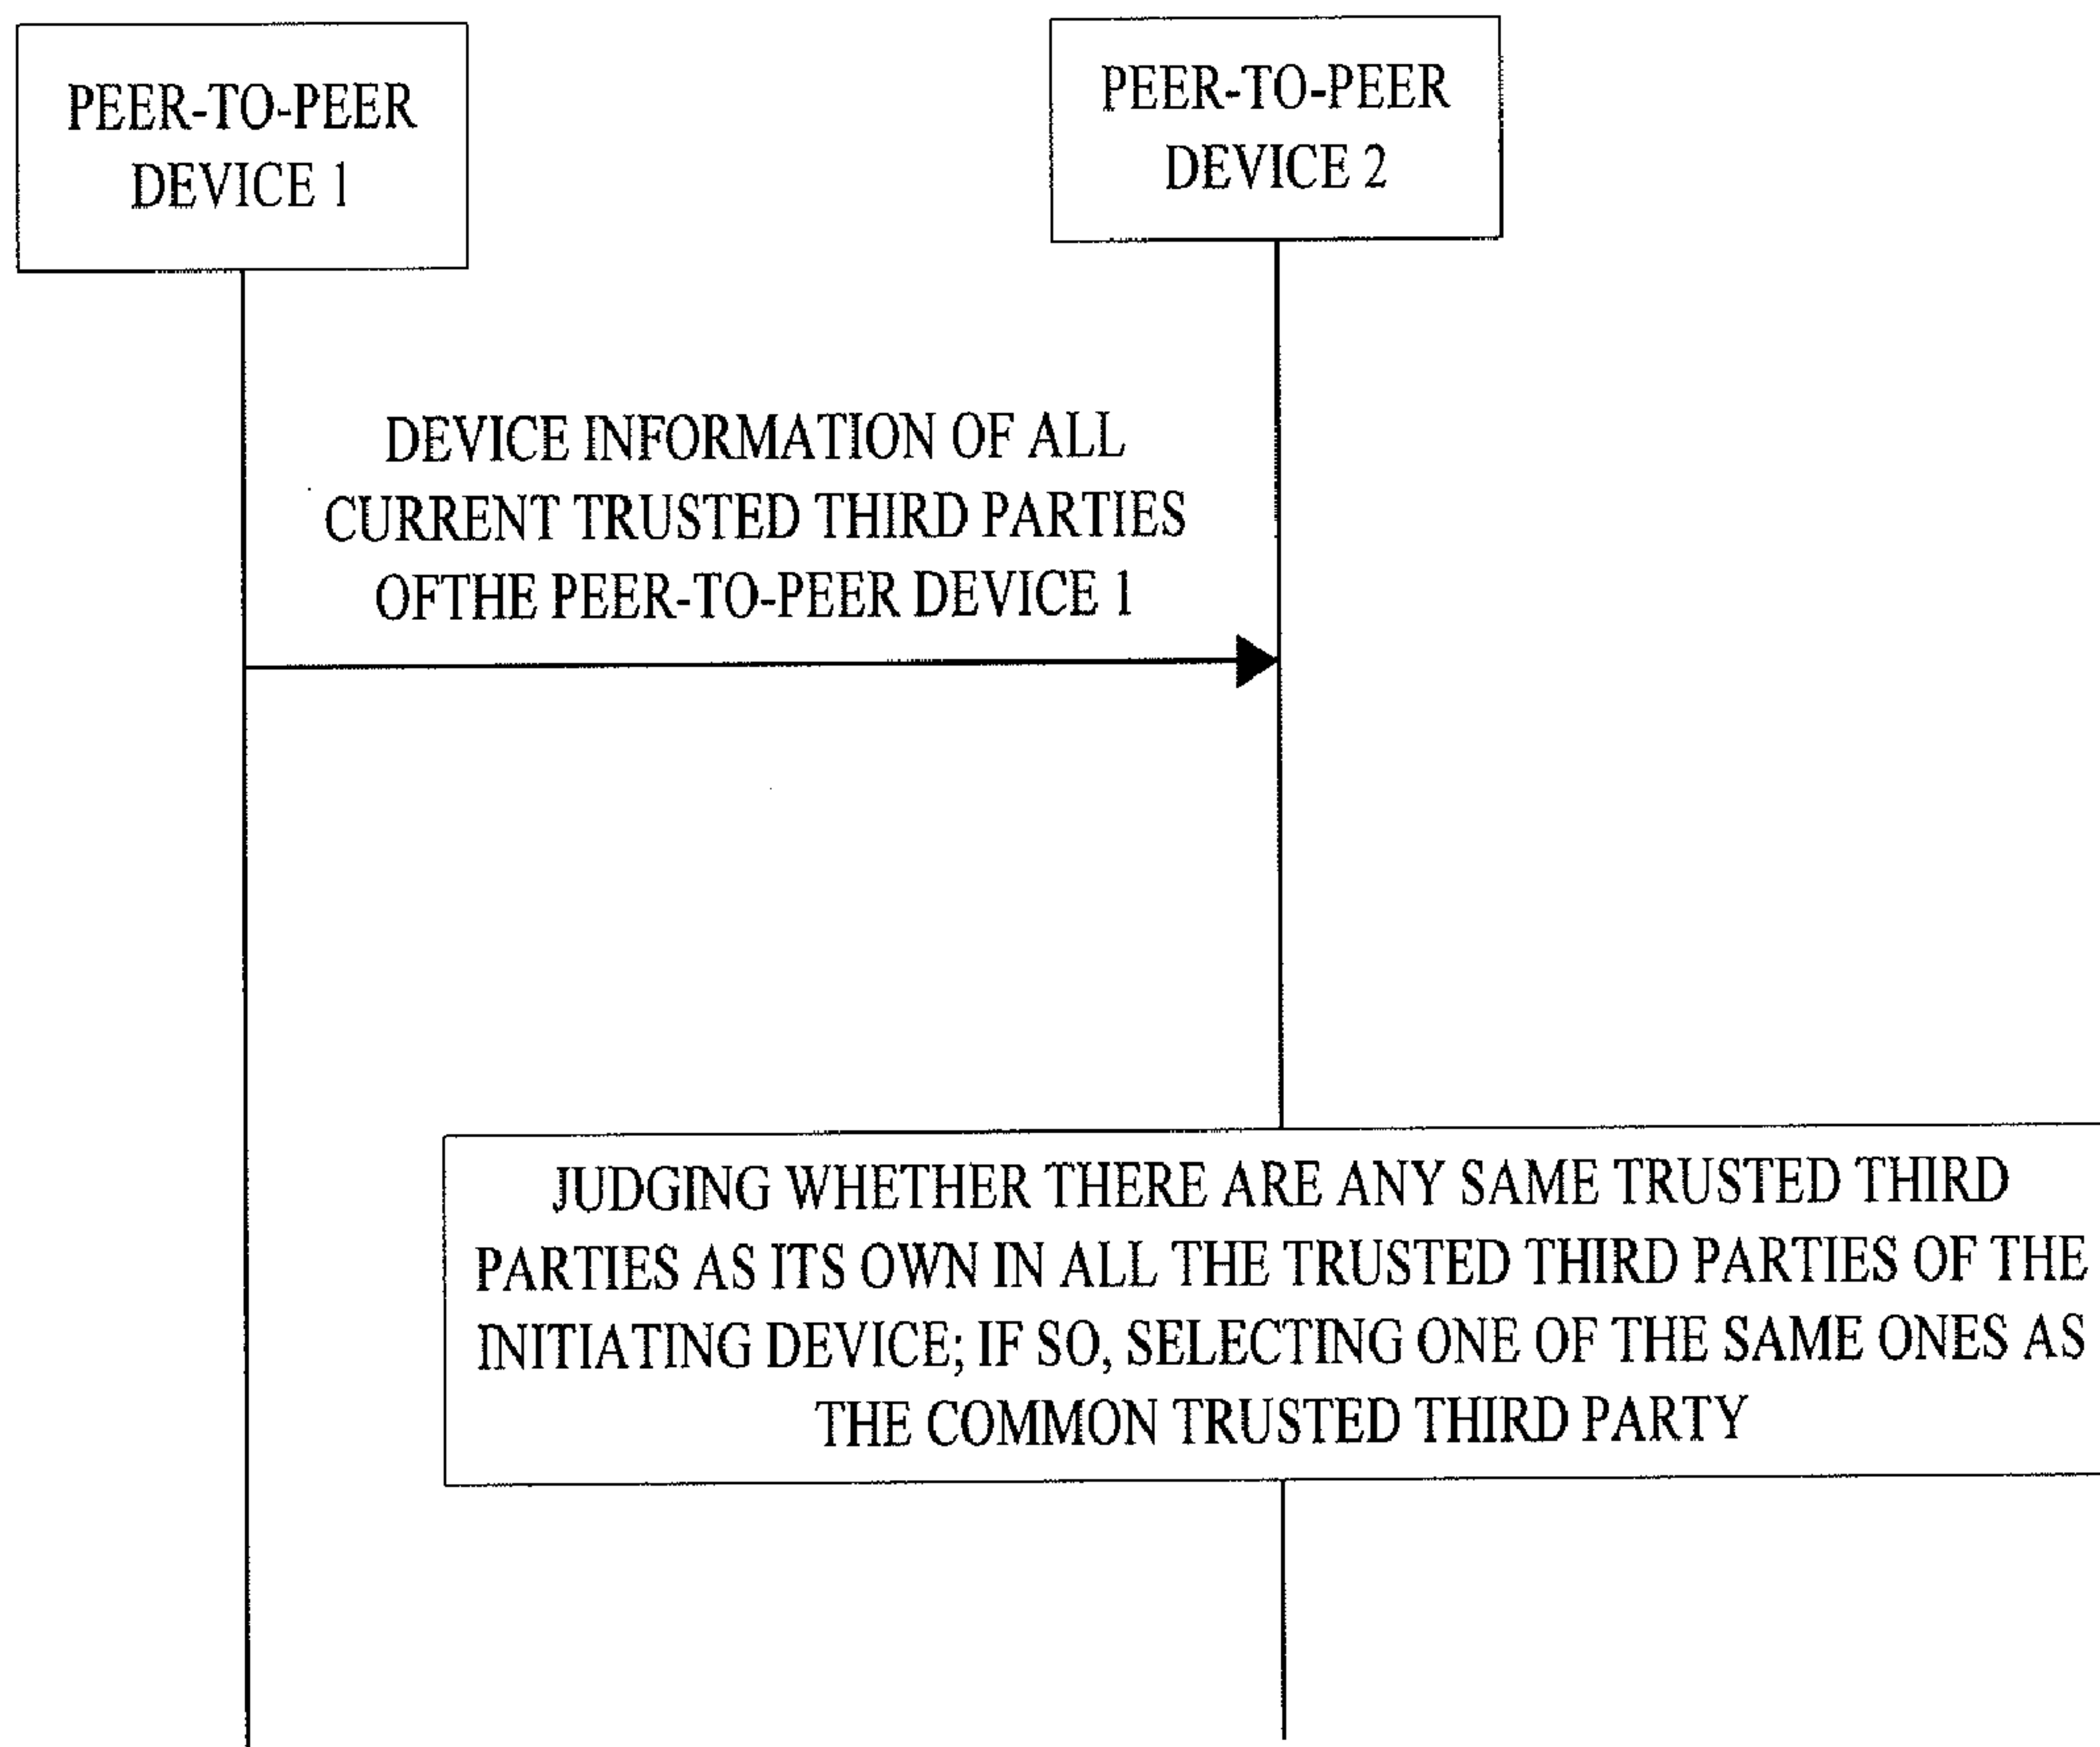 PEER-TO-PEER
DEVICE 1
PEER-TO-PEER
DEVICE 2
DEVICE INFORMATION OF ALL
CURRENT TRUSTED THIRD PARTIES
OFTHE PEER-TO-PEER DEVICE 1
JUDGING WHETHER THERE ARE ANY SAME TRUSTED THIRD
PARTIES AS ITS OWN IN ALL THE TRUSTED THIRD PARTIES OF THE
INITIATING DEVICE; IF SO, SELECTING ONE OF THE SAME ONES AS
THE COMMON TRUSTED THIRD PARTY